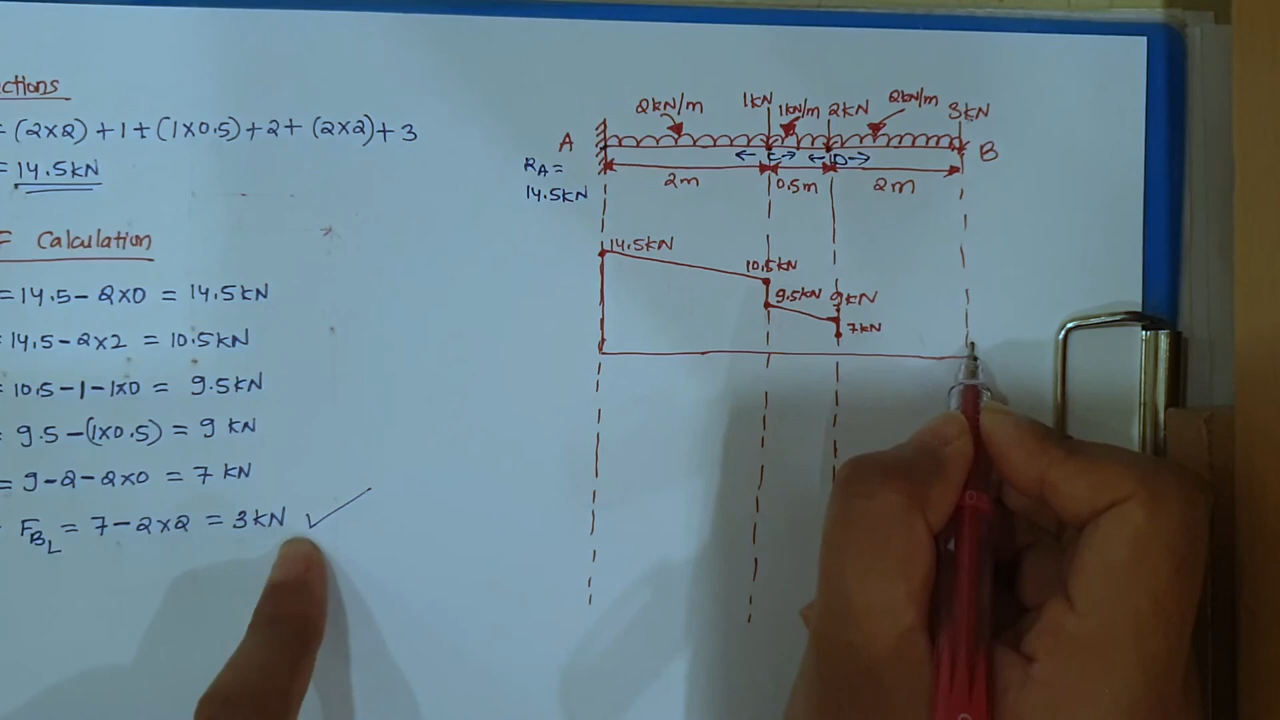 ctions
= (2×2) + 1 + (1×0.5) + 2 + (2×2) + 3
= 14.5kN
= Calculation
= 14.5 - 2×0 = 14.5kN
= 14.5 - 2×2 = 10.5kN
= 10.5 - 1 - 1×0 = 9.5kN
= 9.5 - (1×0.5) = 9 kN
= 9 - 2 - 2×0 = 7 kN
F_BL = 7 - 2×2 = 3kN ✓
2kN/m 1kN 1kN/m 2kN 2kN/m 3kN
A C D B
RA =
14.5kN
2m 0.5m 2m
14.5kN
10.5kN
9.5kN 9kN
7kN